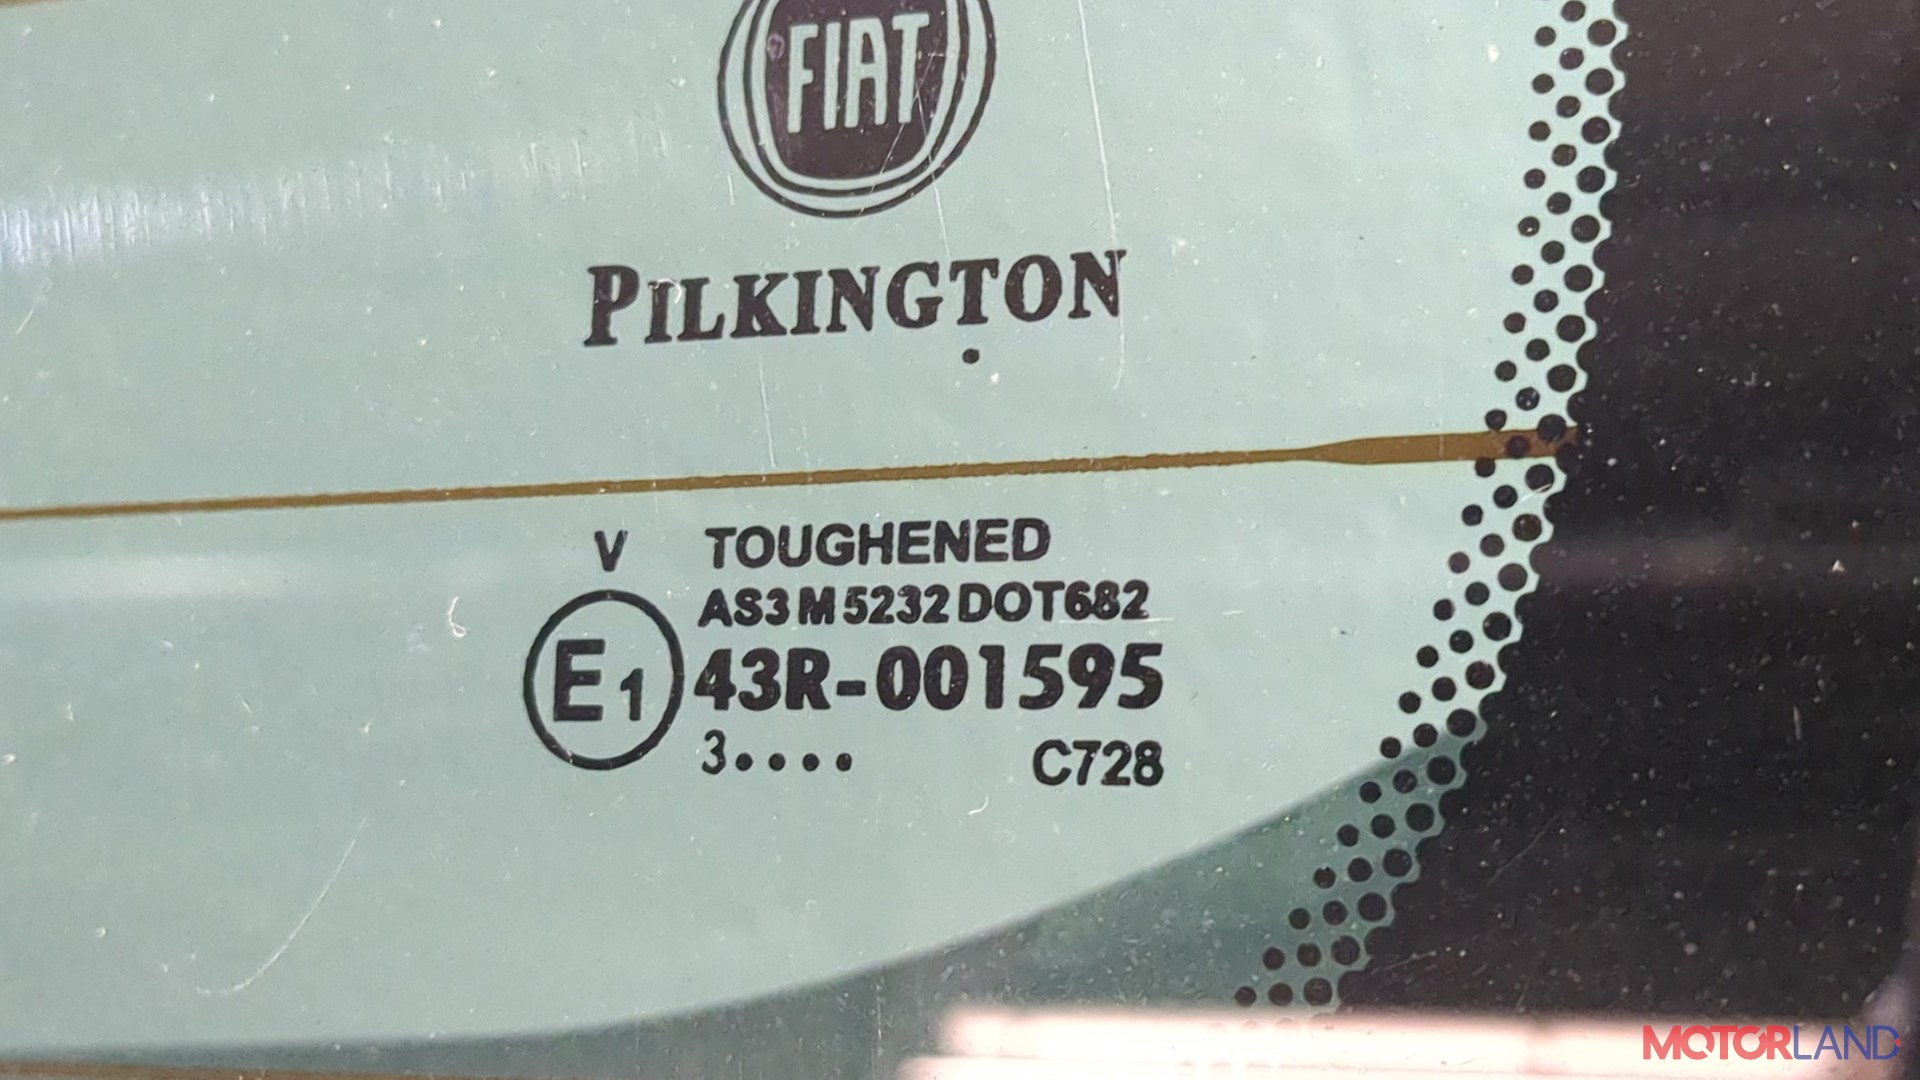 FIAT
PILKINGTON
V TOUGHENED
AS3 M 5232 DOT682
E1 43R-001595
3.... C728
MOTORLAND